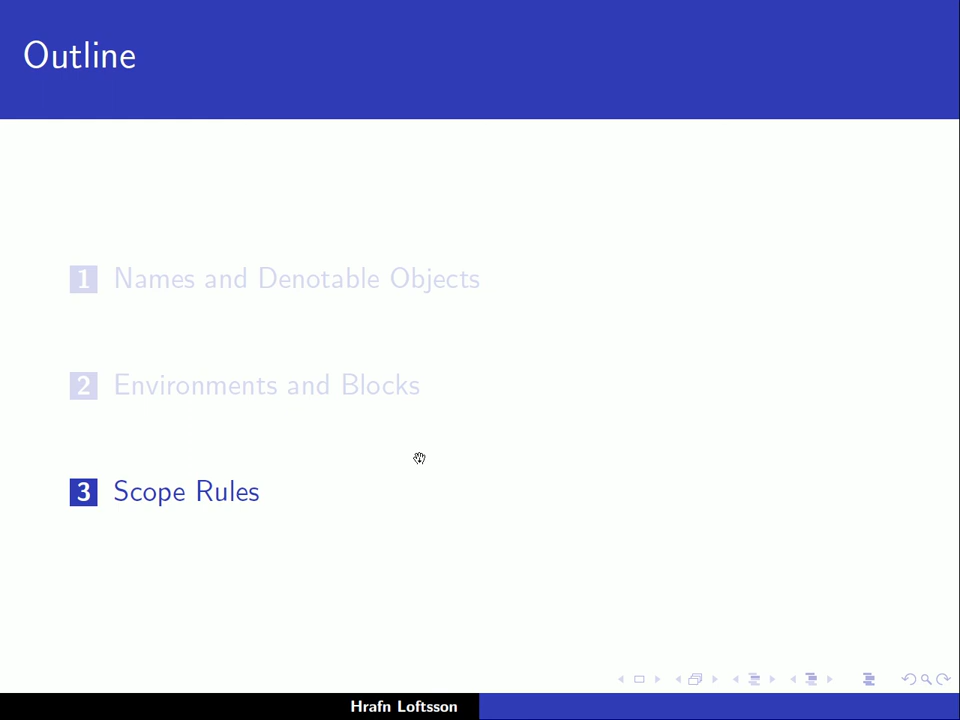 Outline
1 Names and Denotable Objects
2 Environments and Blocks
3 Scope Rules
Hrafn Loftsson